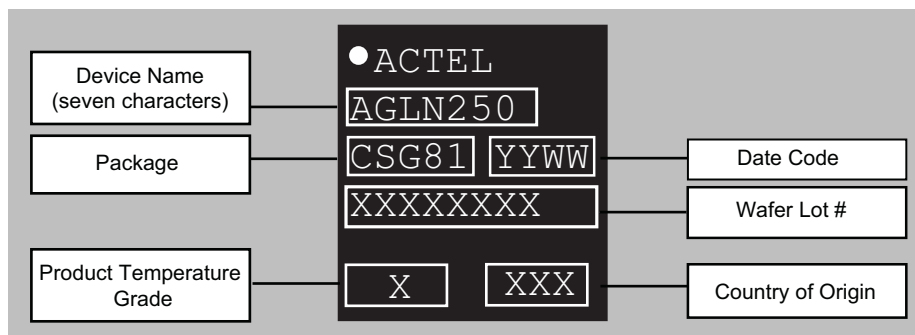 ACTEL
Device Name
(seven characters)
AGLN250
Package
CSG81 YYWW
Date Code
XXXXXXXX
Wafer Lot #
Product Temperature
Grade
X XXX
Country of Origin